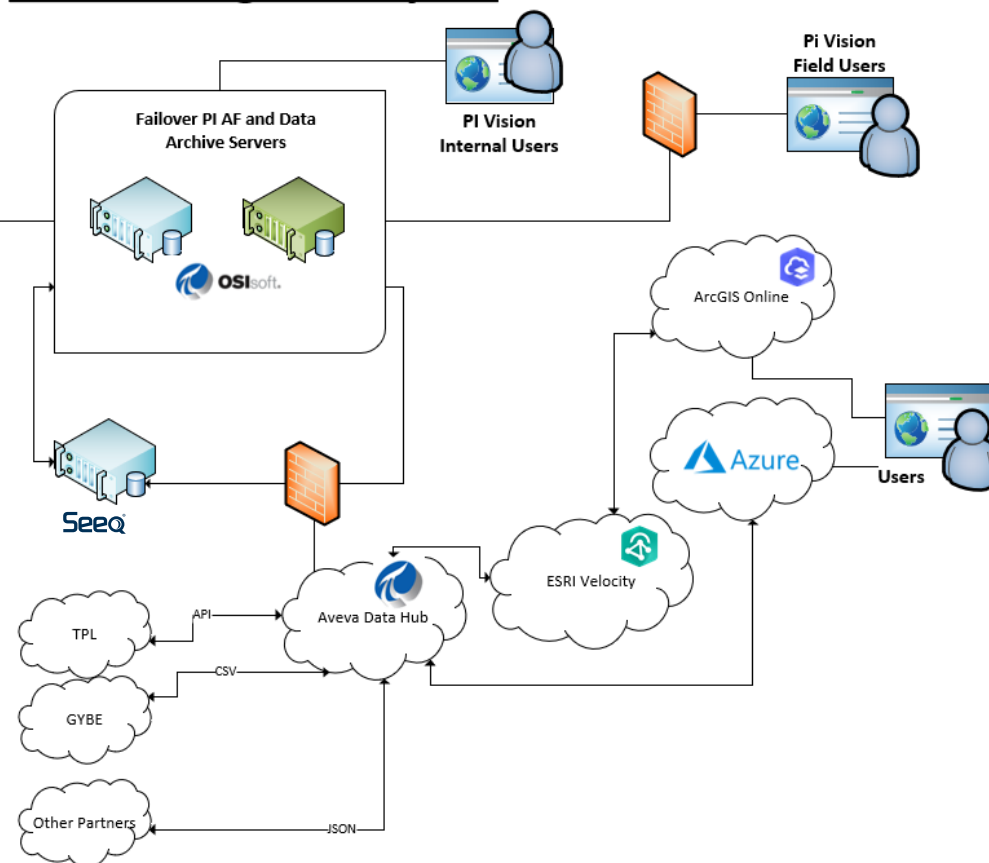 Pi Vision
Field Users
Failover PI AF and Data
Archive Servers
PI Vision
Internal Users
OSIsoft.
ArcGIS Online
Azure
Users
Seeq
ESRI Velocity
Aveva Data Hub
API
TPL
CSV
GYBE
Other Partners
JSON